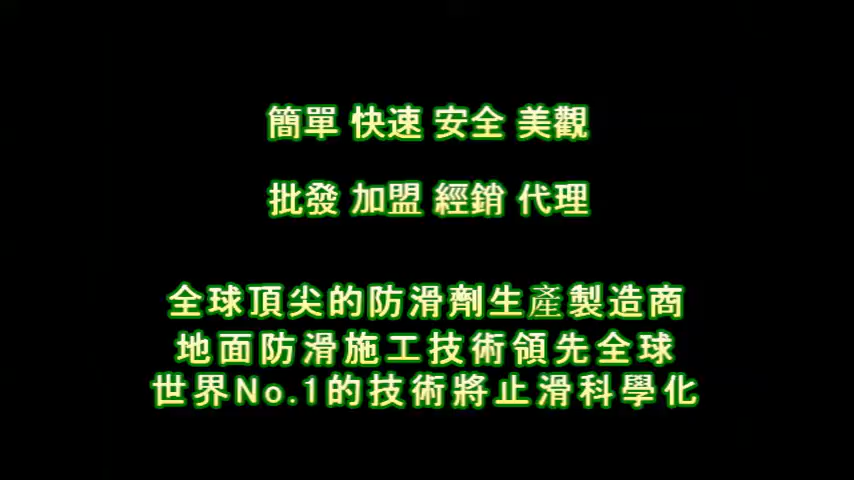 簡單 快速 安全 美觀
批發 加盟 經銷 代理
全球頂尖的防滑劑生產製造商
地面防滑施工技術領先全球
世界No.1的技術將止滑科學化